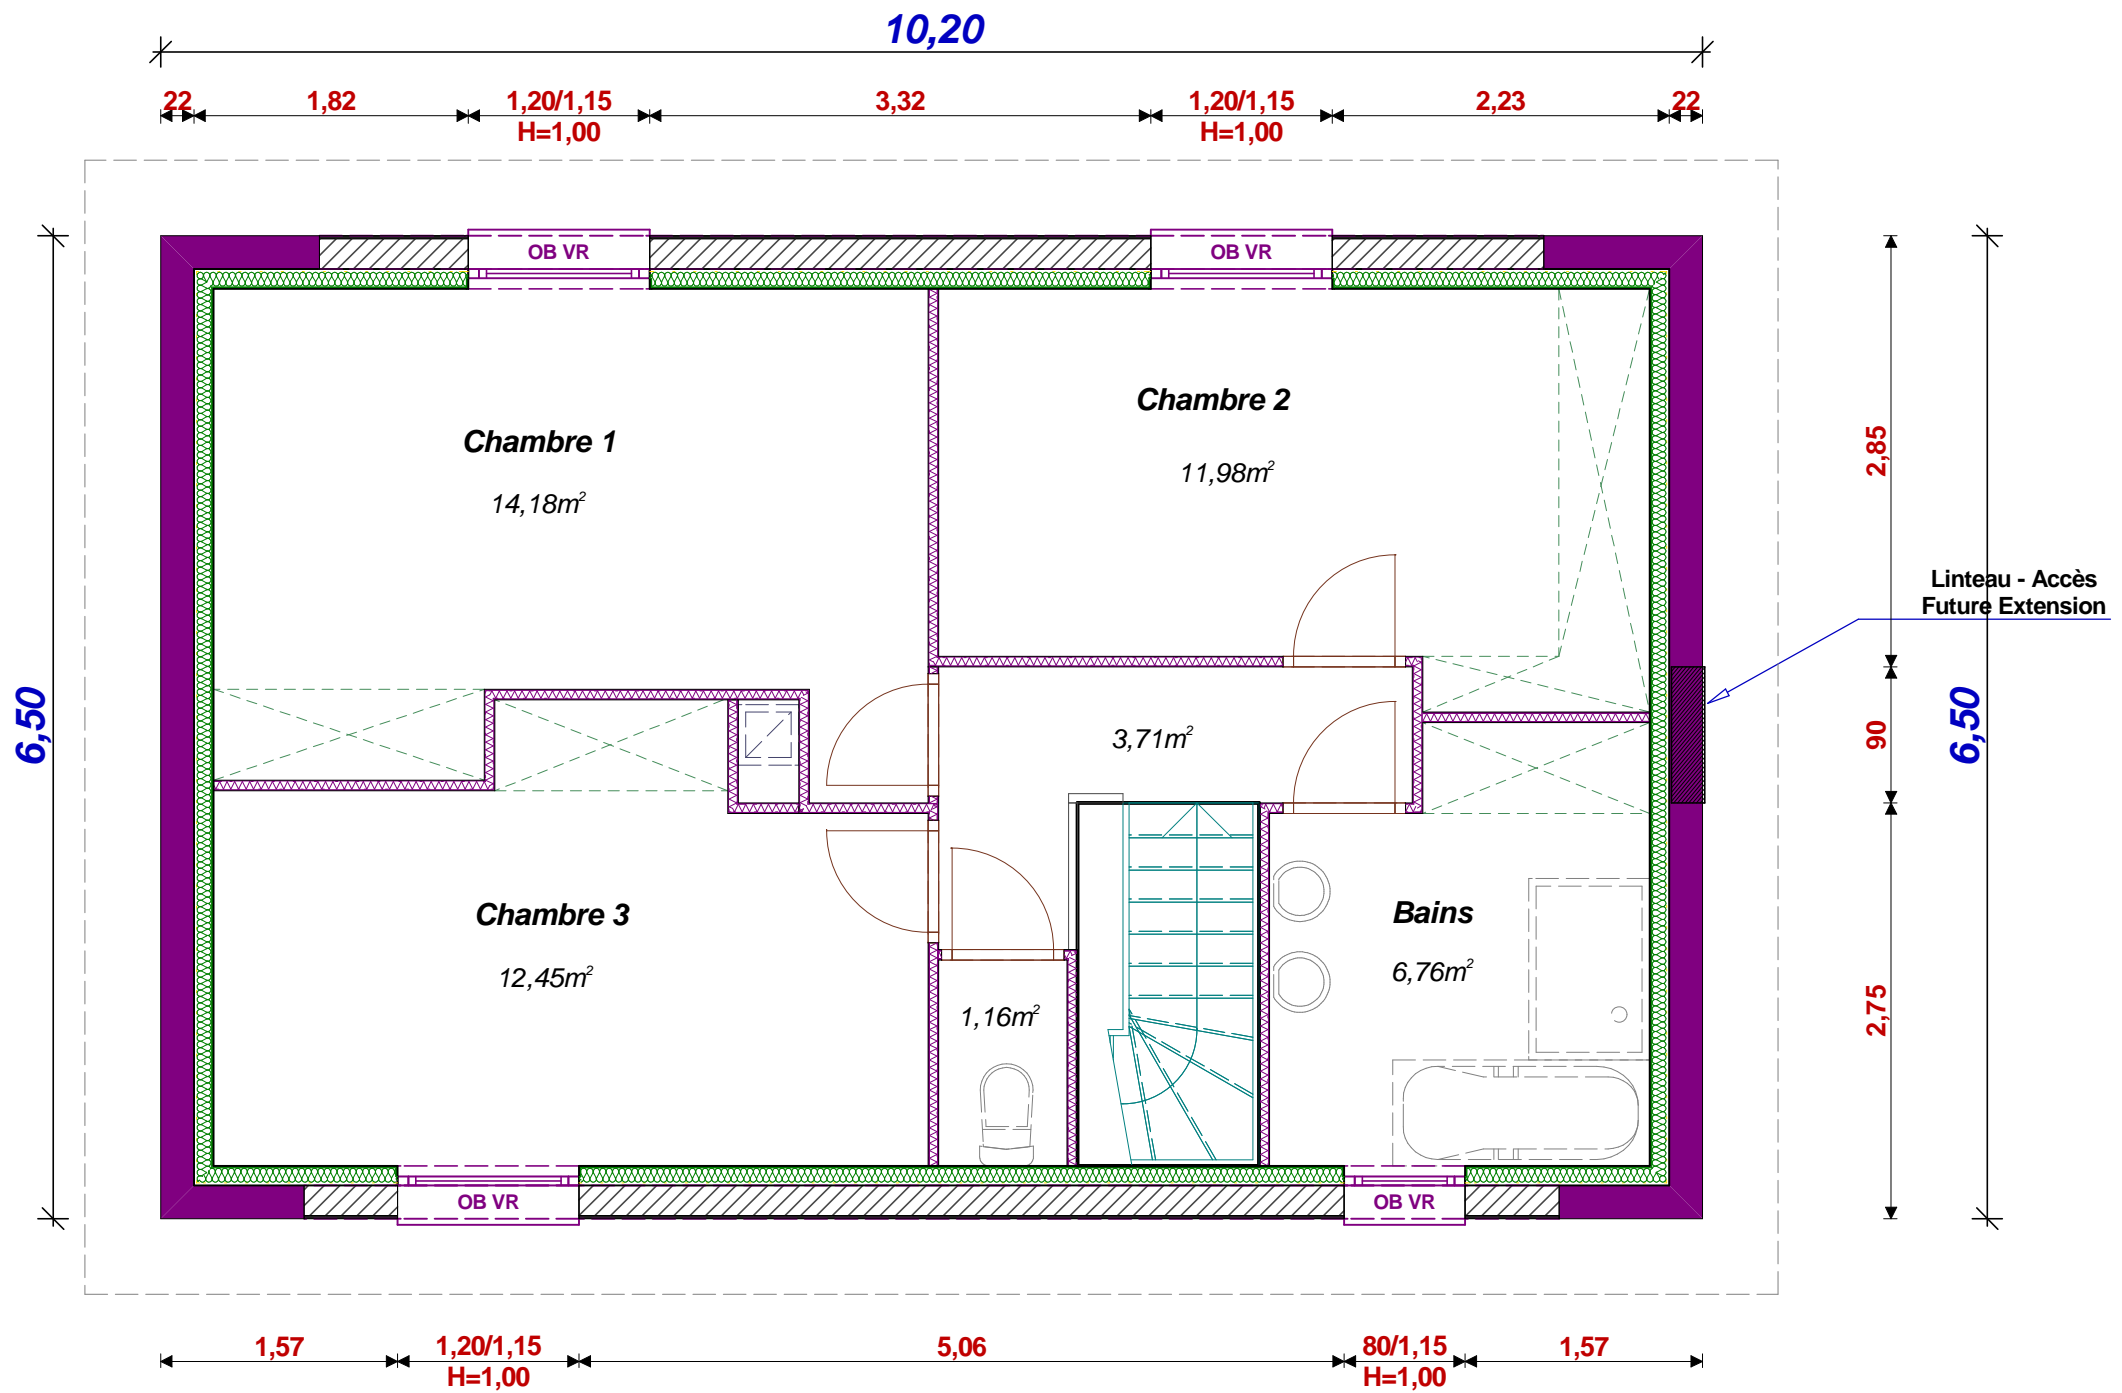 10,20
22
1,82
1,20/1,15
H=1,00
3,32
1,20/1,15
H=1,00
2,23
22
OB VR
OB VR
Chambre 1
14,18m²
Chambre 2
11,98m²
2,85
Linteau - Accès
Future Extension
6,50
3,71m²
90
6,50
Chambre 3
12,45m²
1,16m²
Bains
6,76m²
2,75
OB VR
OB VR
1,57
1,20/1,15
H=1,00
5,06
80/1,15
H=1,00
1,57